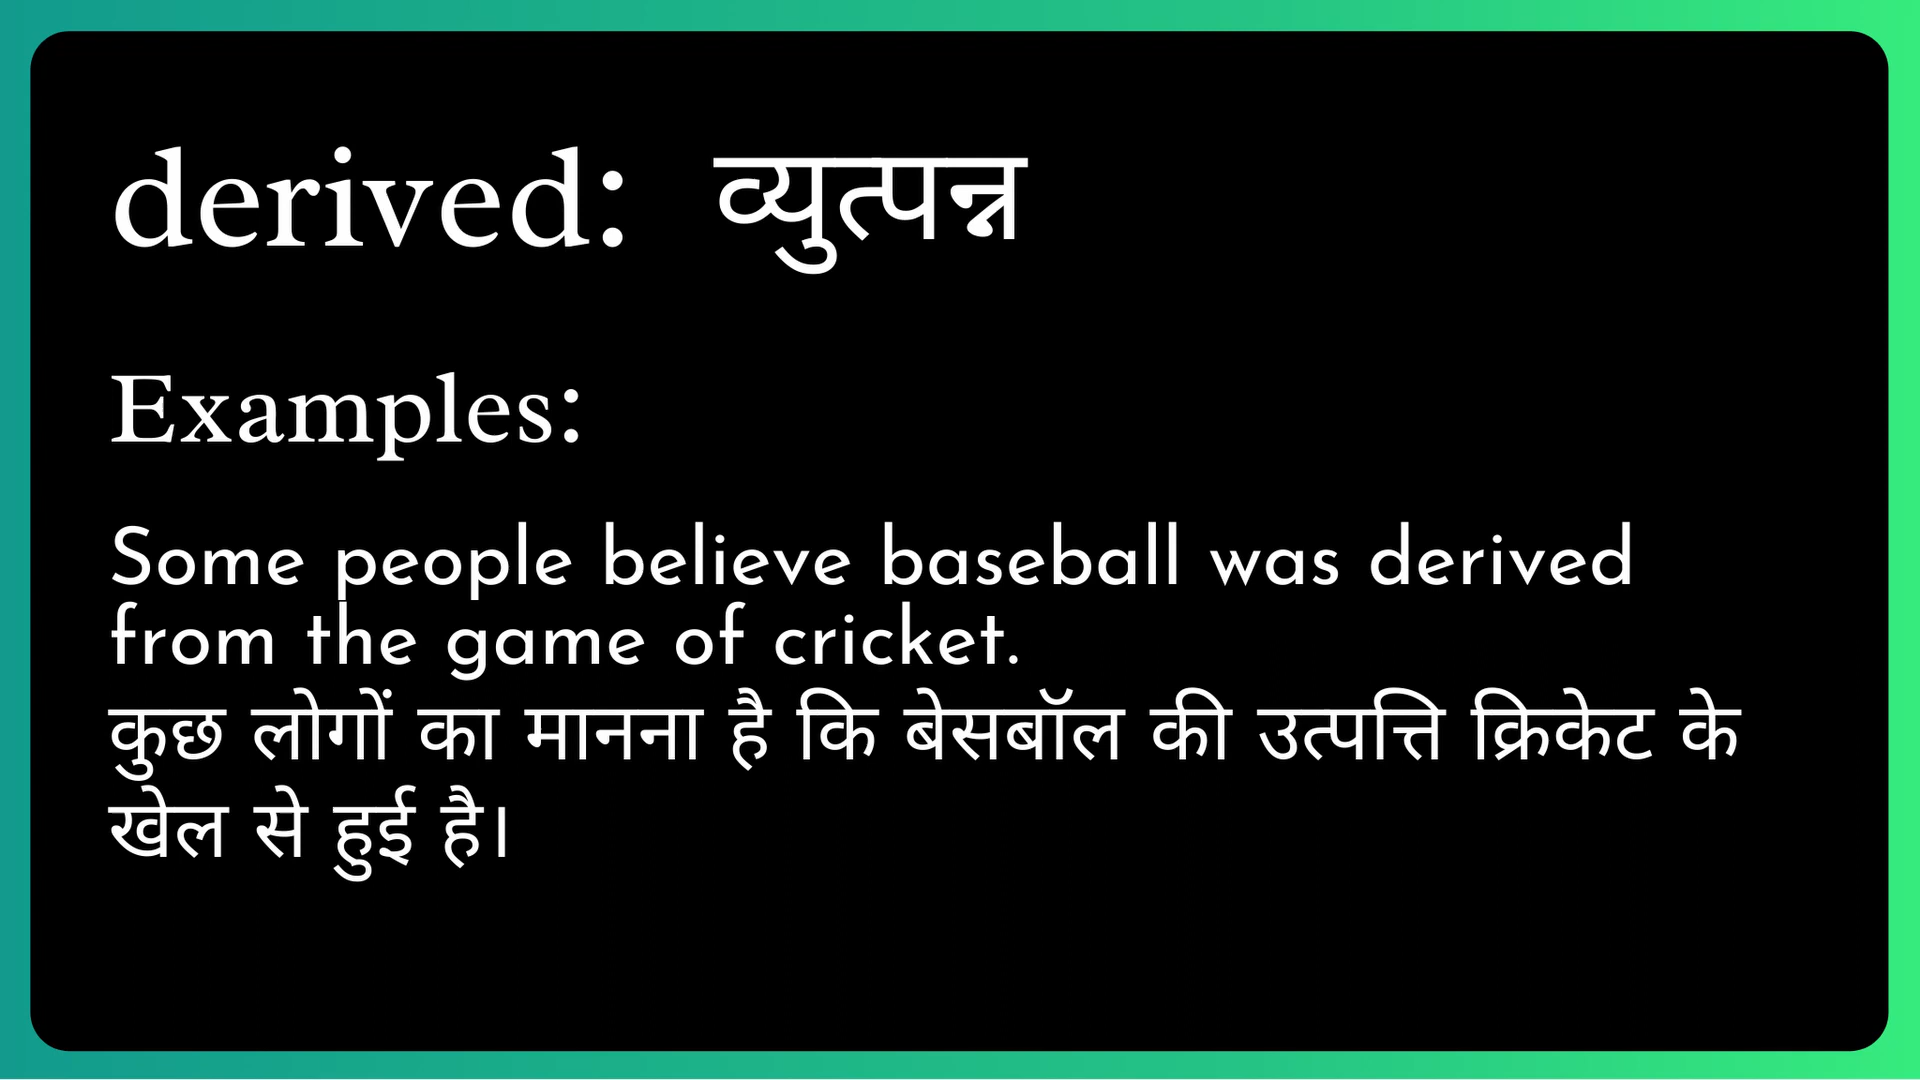 derived: व्युत्पन्न
Examples:
Some people believe baseball was derived
from the game of cricket.
कुछ लोगों का मानना है कि बेसबॉल की उत्पत्ति क्रिकेट के
खेल से हुई है।